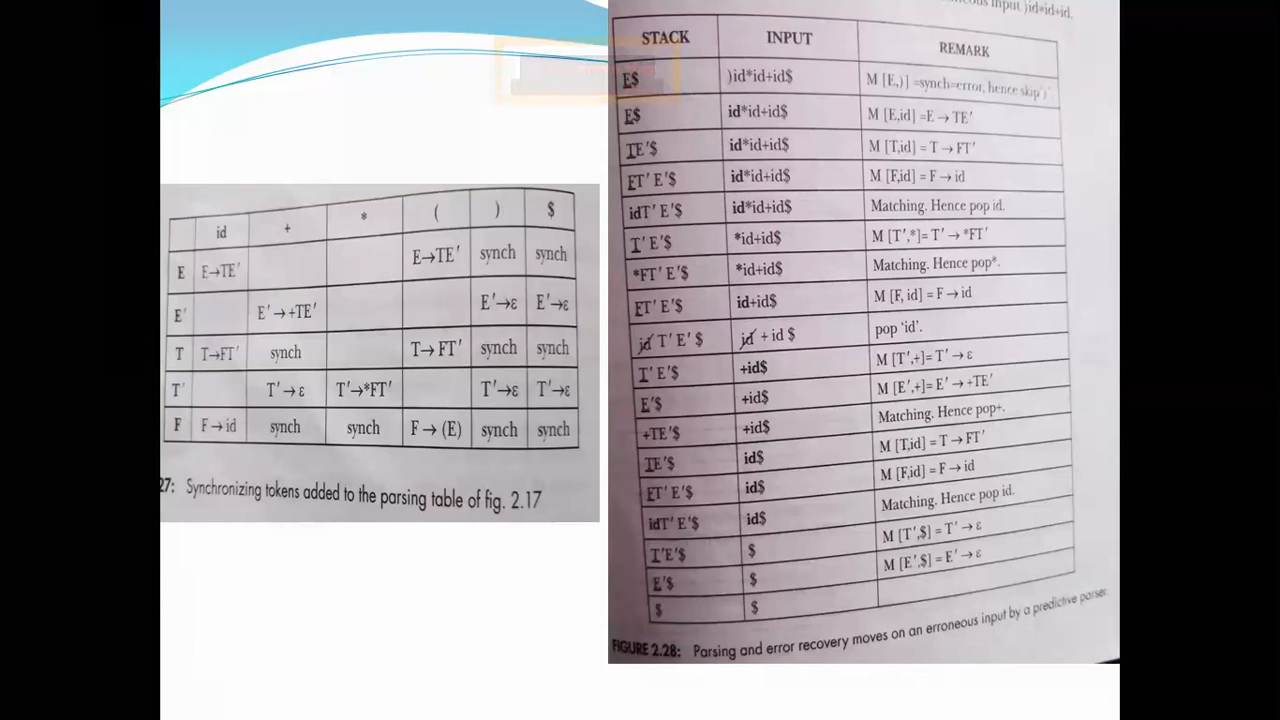 id + * ( ) $
E E→TE′ E→TE′ synch synch
E′ E′→+TE′ E′→ε E′→ε
T T→FT′ synch T→FT′ synch synch
T′ T′→ε T′→*FT′ T′→ε T′→ε
F F→id synch synch F→(E) synch synch
27: Synchronizing tokens added to the parsing table of fig. 2.17
input )id*id+id.
STACK INPUT REMARK
E$ )id*id+id$ M [E,)] =synch=error, hence skip')'.
E$ id*id+id$ M [E,id] =E→TE′
TE′$ id*id+id$ M [T,id] = T→FT′
FT′ E′$ id*id+id$ M [F,id] = F→id
idT′ E′$ id*id+id$ Matching. Hence pop id.
T′ E′$ *id+id$ M [T′,*]= T′→*FT′
*FT′ E′$ *id+id$ Matching. Hence pop*.
FT′ E′$ id+id$ M [F, id] = F→id
id T′ E′ $ id + id $ pop 'id'.
T′ E′$ +id$ M [T′,+]= T′→ε
E′$ +id$ M [E′,+]= E′→+TE′
+TE′$ +id$ Matching. Hence pop+.
TE′$ id$ M [T,id] = T→FT′
FT′ E′$ id$ M [F,id] = F→id
idT′ E′$ id$ Matching. Hence pop id.
T′E′$ $ M [T′,$] = T′→ε
E′$ $ M [E′,$] = E′→ε
$ $
FIGURE 2.28: Parsing and error recovery moves on an erroneous input by a predictive parser.